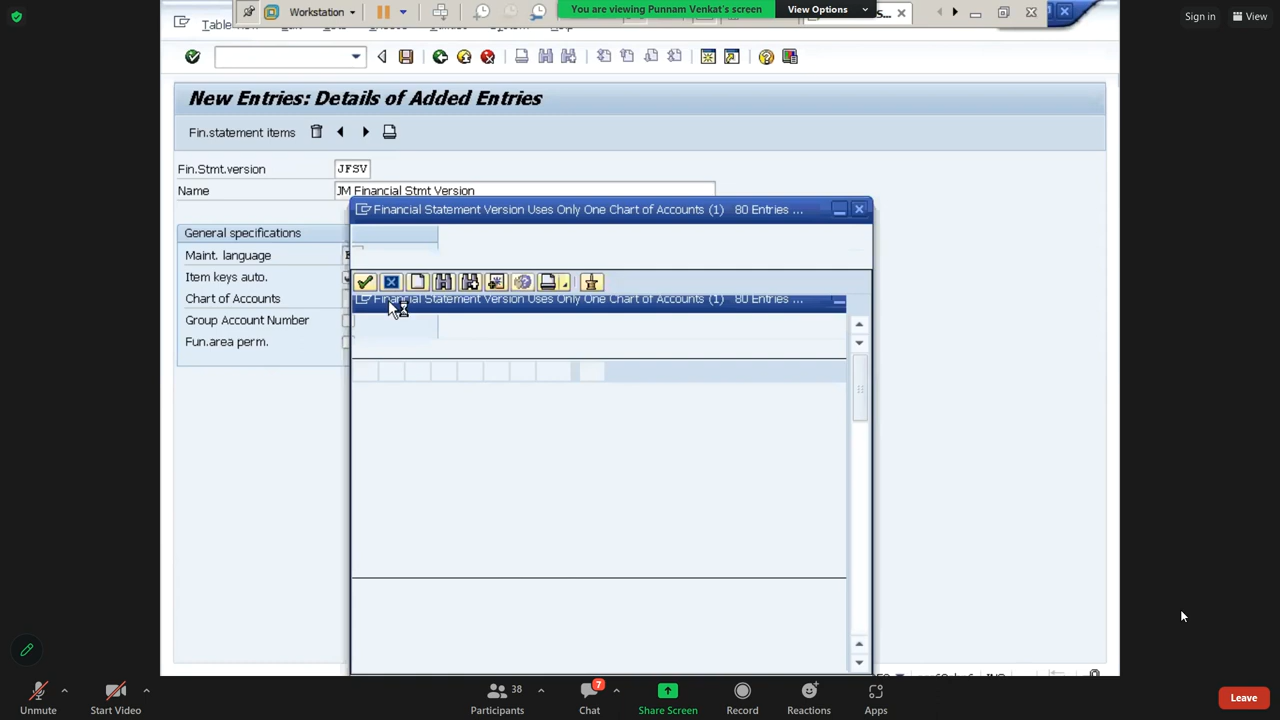 Workstation
You are viewing Punnam Venkat's screen
View Options
Sign in
View
New Entries: Details of Added Entries
Fin.statement items
Fin.Stmt.version
JFSV
Name
JM Financial Stmt Version
Financial Statement Version Uses Only One Chart of Accounts (1) 80 Entries ...
General specifications
Maint. language
Item keys auto.
Chart of Accounts
Financial Statement Version Uses Only One Chart of Accounts (1) 80 Entries ...
Group Account Number
Fun.area perm.
Unmute
Start Video
38
Participants
7
Chat
Share Screen
Record
Reactions
Apps
Leave